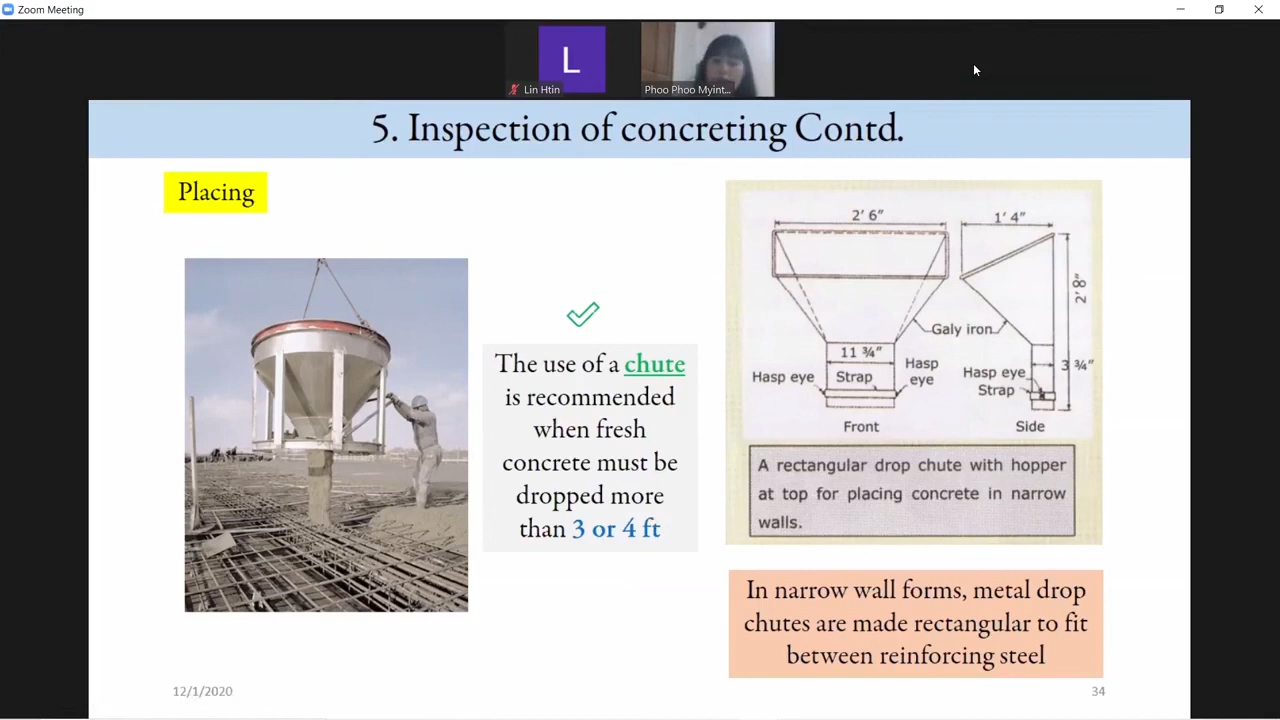 Zoom Meeting
L
Lin Htin
Phoo Phoo Myint...
5. Inspection of concreting Contd.
Placing
The use of a chute
is recommended
when fresh
concrete must be
dropped more
than 3 or 4 ft
2' 6"
1' 4"
2' 8"
Galy iron
11 ¾"
3 ¾"
Hasp eye
Strap
Hasp
eye
Hasp eye
Strap
Front
Side
A rectangular drop chute with hopper
at top for placing concrete in narrow
walls.
In narrow wall forms, metal drop
chutes are made rectangular to fit
between reinforcing steel
12/1/2020
34